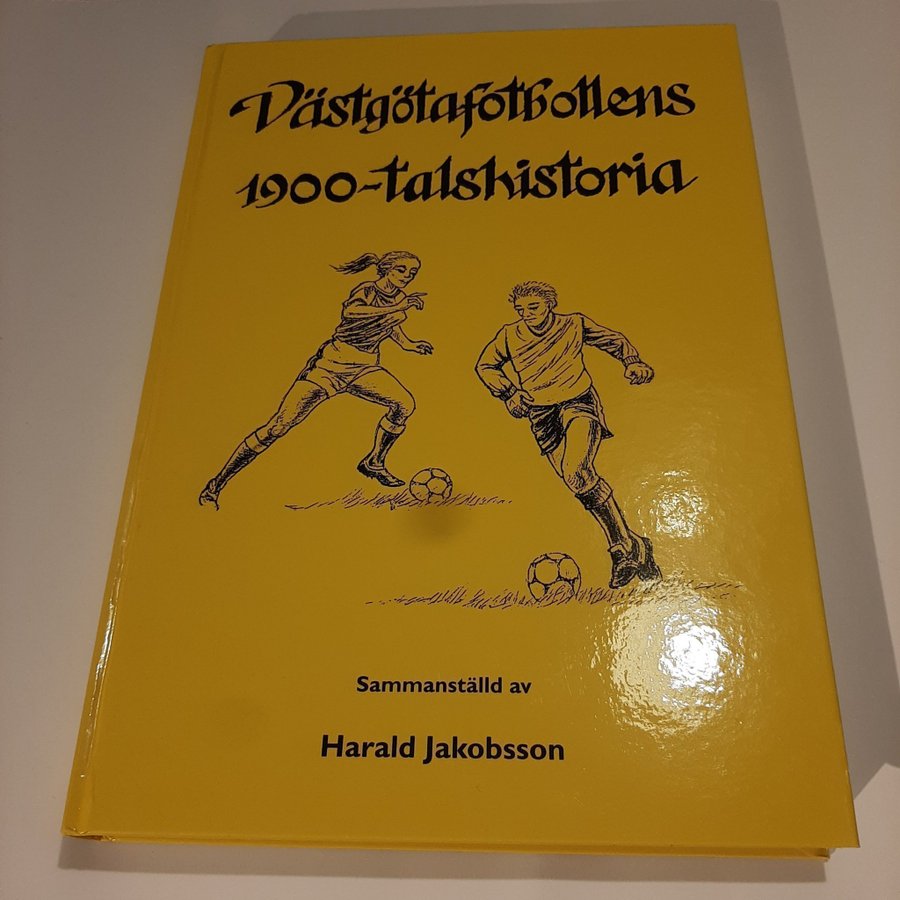 Västgötafotbollens
1900-talshistoria
Sammanställd av
Harald Jakobsson